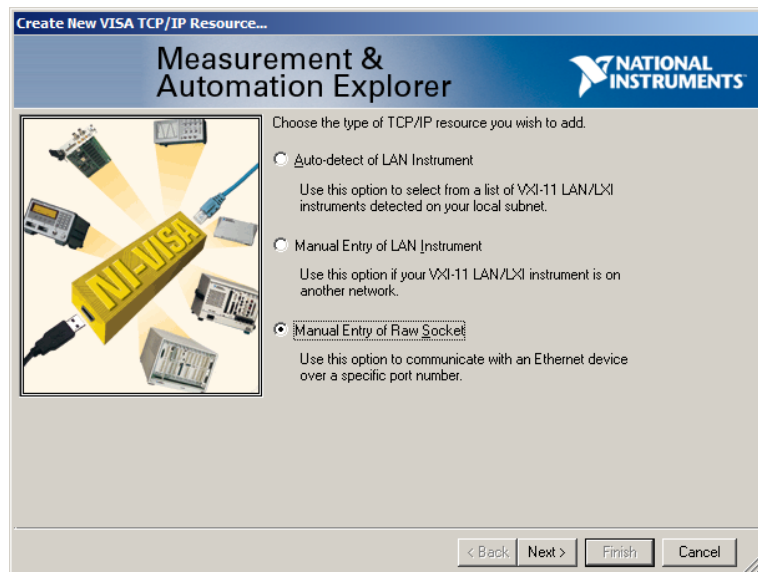 Create New VISA TCP/IP Resource...
Measurement &
Automation Explorer
NATIONAL
INSTRUMENTS
Choose the type of TCP/IP resource you wish to add.
Auto-detect of LAN Instrument
Use this option to select from a list of VXI-11 LAN/LXI
instruments detected on your local subnet.
Manual Entry of LAN Instrument
Use this option if your VXI-11 LAN/LXI instrument is on
another network.
Manual Entry of Raw Socket
Use this option to communicate with an Ethernet device
over a specific port number.
NI-VISA
< Back Next > Finish Cancel